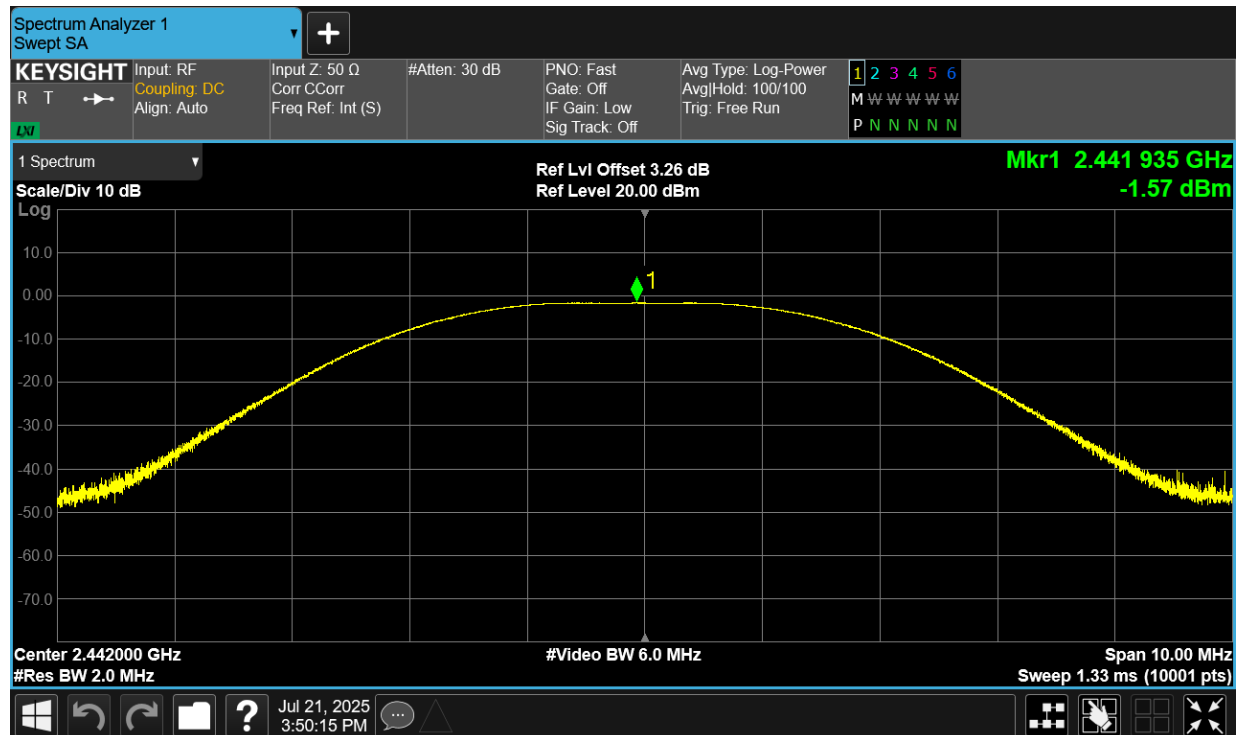 Spectrum Analyzer 1
Swept SA
KEYSIGHT
R T
LXI
Input: RF
Coupling: DC
Align: Auto
Input Z: 50 Ω
Corr CCorr
Freq Ref: Int (S)
#Atten: 30 dB
PNO: Fast
Gate: Off
IF Gain: Low
Sig Track: Off
Avg Type: Log-Power
Avg|Hold: 100/100
Trig: Free Run
1 2 3 4 5 6
M W W W W W
P N N N N N
1 Spectrum
Scale/Div 10 dB
Ref Lvl Offset 3.26 dB
Ref Level 20.00 dBm
Mkr1 2.441 935 GHz
-1.57 dBm
Log
10.0
0.00
-10.0
-20.0
-30.0
-40.0
-50.0
-60.0
-70.0
1
Center 2.442000 GHz
#Res BW 2.0 MHz
#Video BW 6.0 MHz
Span 10.00 MHz
Sweep 1.33 ms (10001 pts)
?
Jul 21, 2025
3:50:15 PM